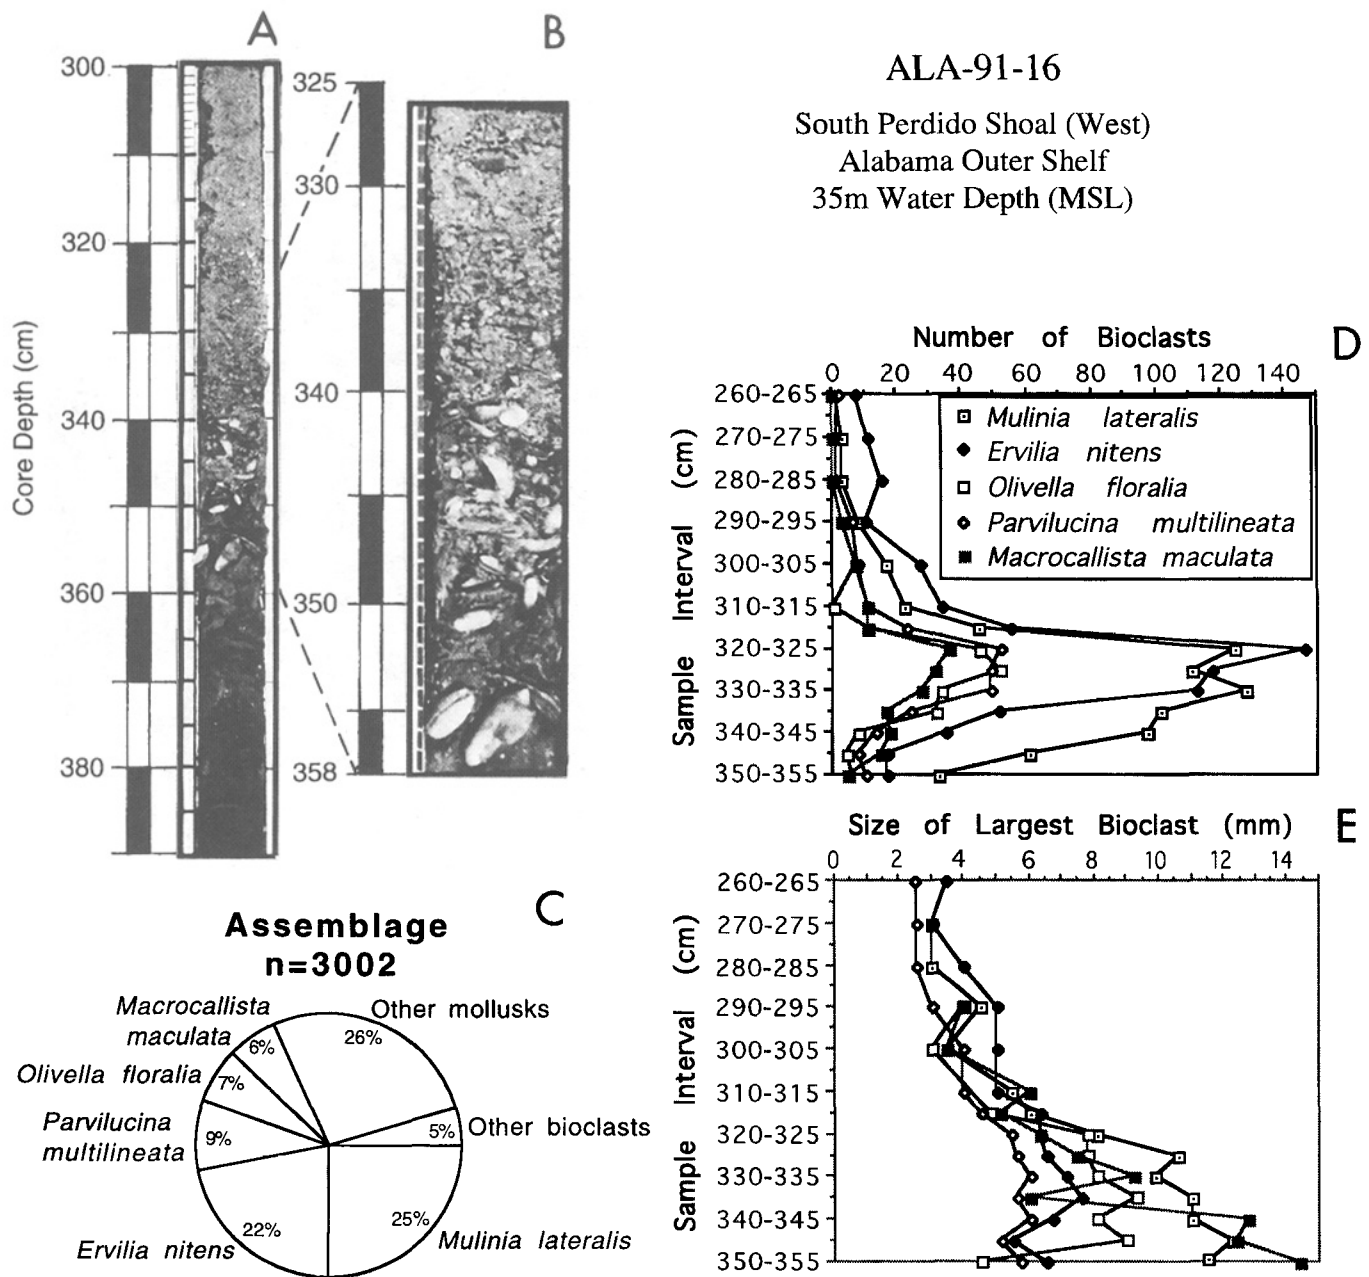 A
B
300
320
340
360
380
Core Depth (cm)
325
330
340
350
358
ALA-91-16
South Perdido Shoal (West)
Alabama Outer Shelf
35m Water Depth (MSL)
D
Number of Bioclasts
0 20 40 60 80 100 120 140
Sample Interval (cm)
260-265
270-275
280-285
290-295
300-305
310-315
320-325
330-335
340-345
350-355
Mulinia lateralis
Ervilia nitens
Olivella floralia
Parvilucina multilineata
Macrocallista maculata
E
Size of Largest Bioclast (mm)
0 2 4 6 8 10 12 14
Sample Interval (cm)
260-265
270-275
280-285
290-295
300-305
310-315
320-325
330-335
340-345
350-355
C
Assemblage
n=3002
Macrocallista
maculata
6%
Other mollusks
26%
Olivella floralia
7%
Parvilucina
multilineata
9%
Other bioclasts
5%
Ervilia nitens
22%
Mulinia lateralis
25%